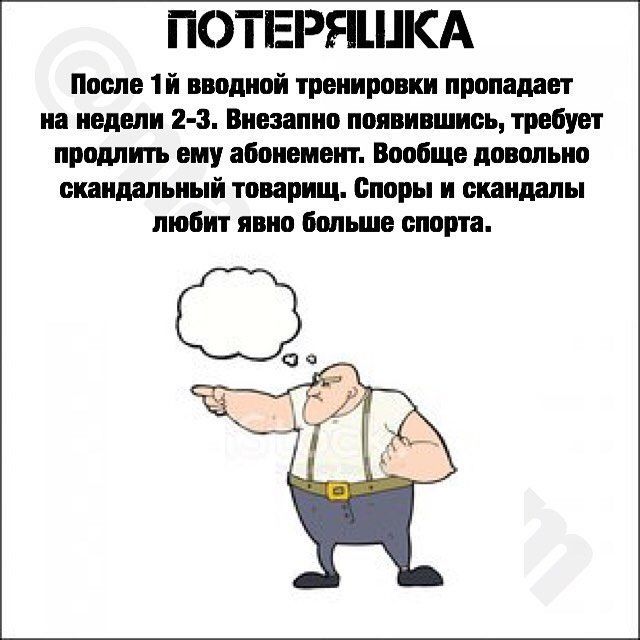 ПОТЕРЯШКА
После 1й вводной тренировки пропадает
на недели 2-3. Внезапно появившись, требует
продлить ему абонемент. Вообще довольно
скандальный товарищ. Споры и скандалы
любит явно больше спорта.